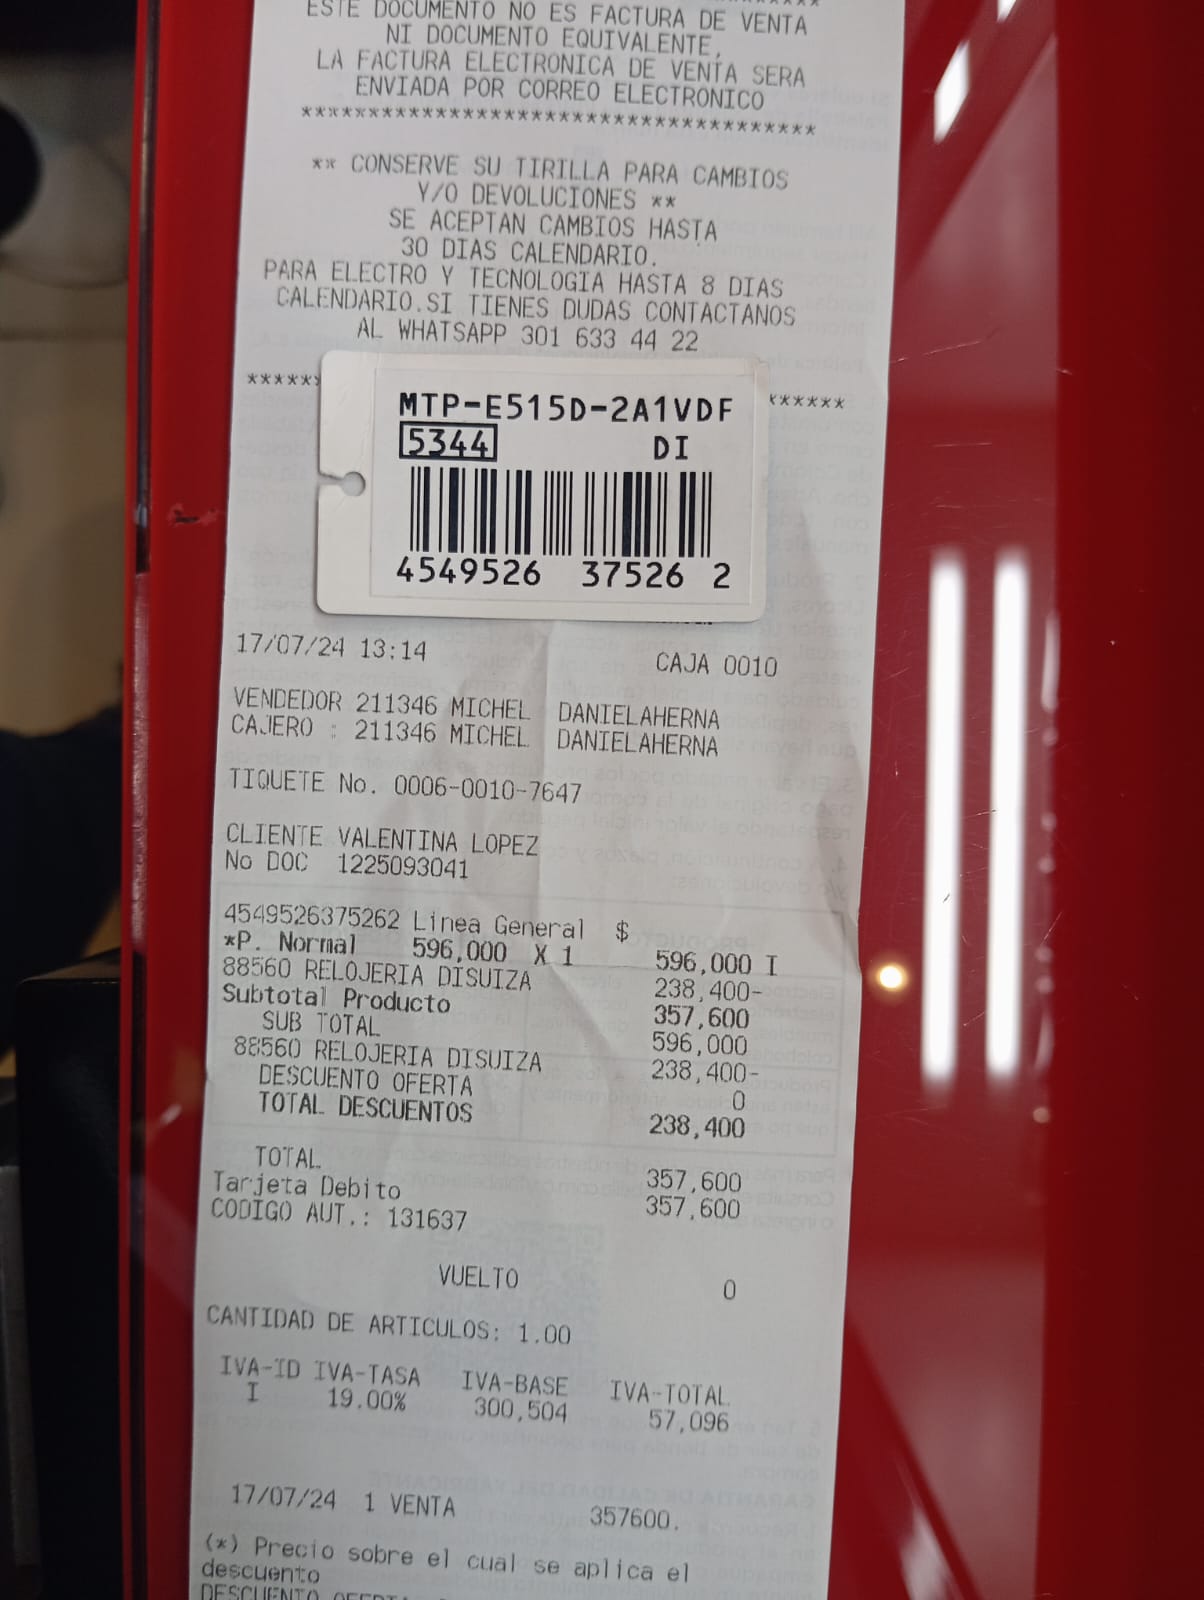 ESTE DOCUMENTO NO ES FACTURA DE VENTA
NI DOCUMENTO EQUIVALENTE,
LA FACTURA ELECTRONICA DE VENTA SERA
ENVIADA POR CORREO ELECTRONICO
***************************************
** CONSERVE SU TIRILLA PARA CAMBIOS
Y/O DEVOLUCIONES **
SE ACEPTAN CAMBIOS HASTA
30 DIAS CALENDARIO.
PARA ELECTRO Y TECNOLOGIA HASTA 8 DIAS
CALENDARIO.SI TIENES DUDAS CONTACTANOS
AL WHATSAPP 301 633 44 22
****** ******
MTP-E515D-2A1VDF
5344 DI
4549526 37526 2
17/07/24 13:14 CAJA 0010
VENDEDOR 211346 MICHEL DANIELAHERNA
CAJERO : 211346 MICHEL DANIELAHERNA
TIQUETE No. 0006-0010-7647
CLIENTE VALENTINA LOPEZ
No DOC 1225093041
4549526375262 Linea General $
*P. Normal 596,000 X 1 596,000 I
88560 RELOJERIA DISUIZA 238,400-
Subtotal Producto 357,600
SUB TOTAL 596,000
88560 RELOJERIA DISUIZA 238,400-
DESCUENTO OFERTA 0
TOTAL DESCUENTOS 238,400
TOTAL 357,600
Tarjeta Debito 357,600
CODIGO AUT.: 131637
VUELTO 0
CANTIDAD DE ARTICULOS: 1.00
IVA-ID IVA-TASA IVA-BASE IVA-TOTAL
I 19.00% 300,504 57,096
17/07/24 1 VENTA 357600.
(*) Precio sobre el cual se aplica el
descuento
DESCUENTO